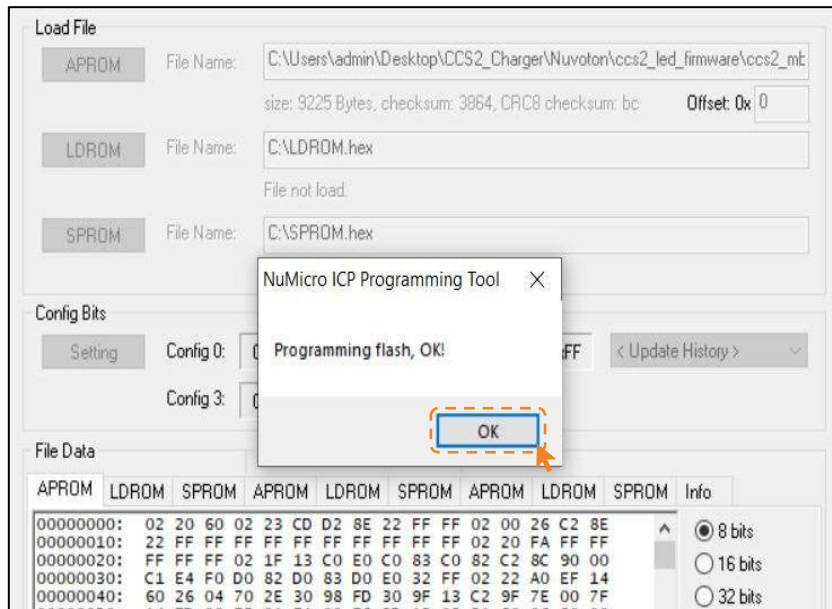 Load File
APROM File Name: C:\Users\admin\Desktop\CCS2_Charger\Nuvoton\ccs2_led_firmware\ccs2_mb
size: 9225 Bytes, checksum: 3864, CRC8 checksum: bc Offset: 0x 0
LDROM File Name: C:\LDROM.hex
File not load.
SPROM File Name: C:\SPROM.hex
NuMicro ICP Programming Tool
Programming flash, OK!
OK
Config Bits
Setting Config 0: FF < Update History >
Config 3:
File Data
APROM LDROM SPROM APROM LDROM SPROM APROM LDROM SPROM Info
00000000: 02 20 60 02 23 CD D2 8E 22 FF FF 02 00 26 C2 8E
00000010: 22 FF FF FF FF FF FF FF FF FF FF 02 20 FA FF FF
00000020: FF FF FF 02 1F 13 C0 E0 C0 83 C0 82 C2 8C 90 00
00000030: C1 E4 F0 D0 82 D0 83 D0 E0 32 FF 02 22 A0 EF 14
00000040: 60 26 04 70 2E 30 98 FD 30 9F 13 C2 9F 7E 00 7F
8 bits
16 bits
32 bits